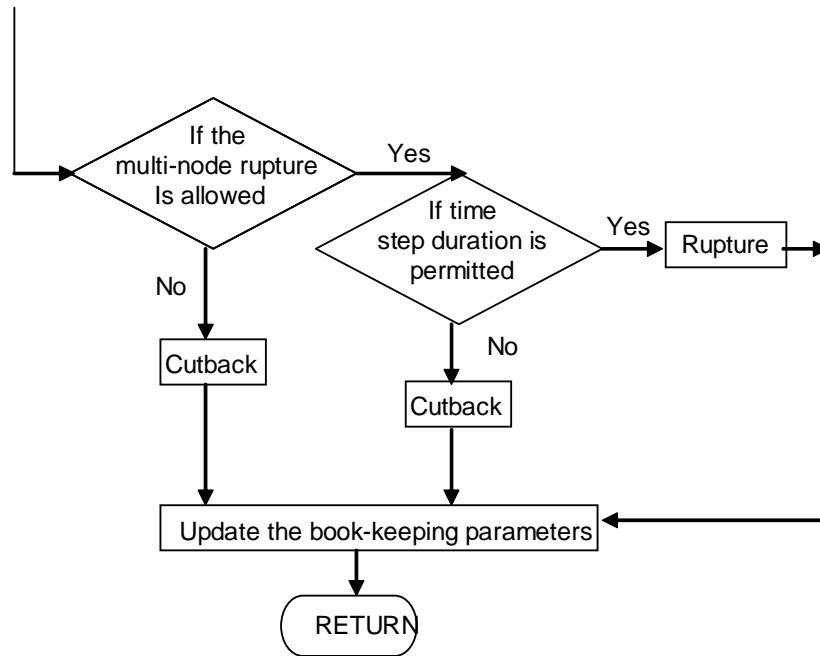 If the
multi-node rupture
Is allowed
Yes
If time
step duration is
permitted
Yes
Rupture
No
Cutback
No
Cutback
Update the book-keeping parameters
RETURN